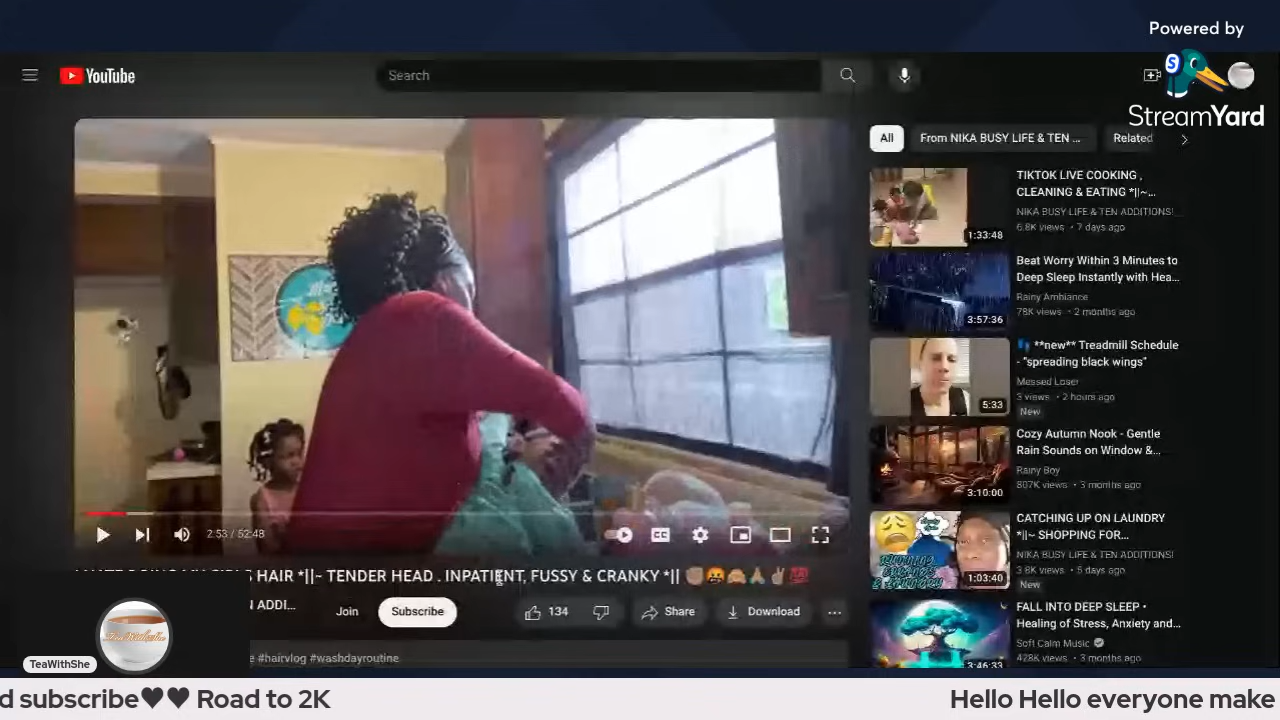 Powered by
StreamYard
YouTube
Search
All
From NIKA BUSY LIFE & TEN ...
Related
TIKTOK LIVE COOKING ,
CLEANING & EATING *||~...
NIKA BUSY LIFE & TEN ADDITIONS!...
6.8K views • 7 days ago
1:33:48
Beat Worry Within 3 Minutes to
Deep Sleep Instantly with Hea...
Rainy Ambiance
78K views • 2 months ago
3:57:36
👣 **new** Treadmill Schedule
- "spreading black wings"
Messed Loser
3 views • 2 hours ago
New
5:33
Cozy Autumn Nook - Gentle
Rain Sounds on Window &...
Rainy Boy
807K views • 3 months ago
3:10:00
CATCHING UP ON LAUNDRY
*||~ SHOPPING FOR...
NIKA BUSY LIFE & TEN ADDITIONS!...
3.8K views • 5 days ago
New
1:03:40
FALL INTO DEEP SLEEP •
Healing of Stress, Anxiety and...
Soft Calm Music
428K views • 3 months ago
3:46:33
2:53 / 52:48
HAIR *||~ TENDER HEAD . INPATIENT, FUSSY & CRANKY *||
N ADDI...
Join
Subscribe
134
Share
Download
#hairvlog #washdayroutine
TeaWithShe
TeaWithShe
d subscribe♥♥ Road to 2K
Hello Hello everyone make